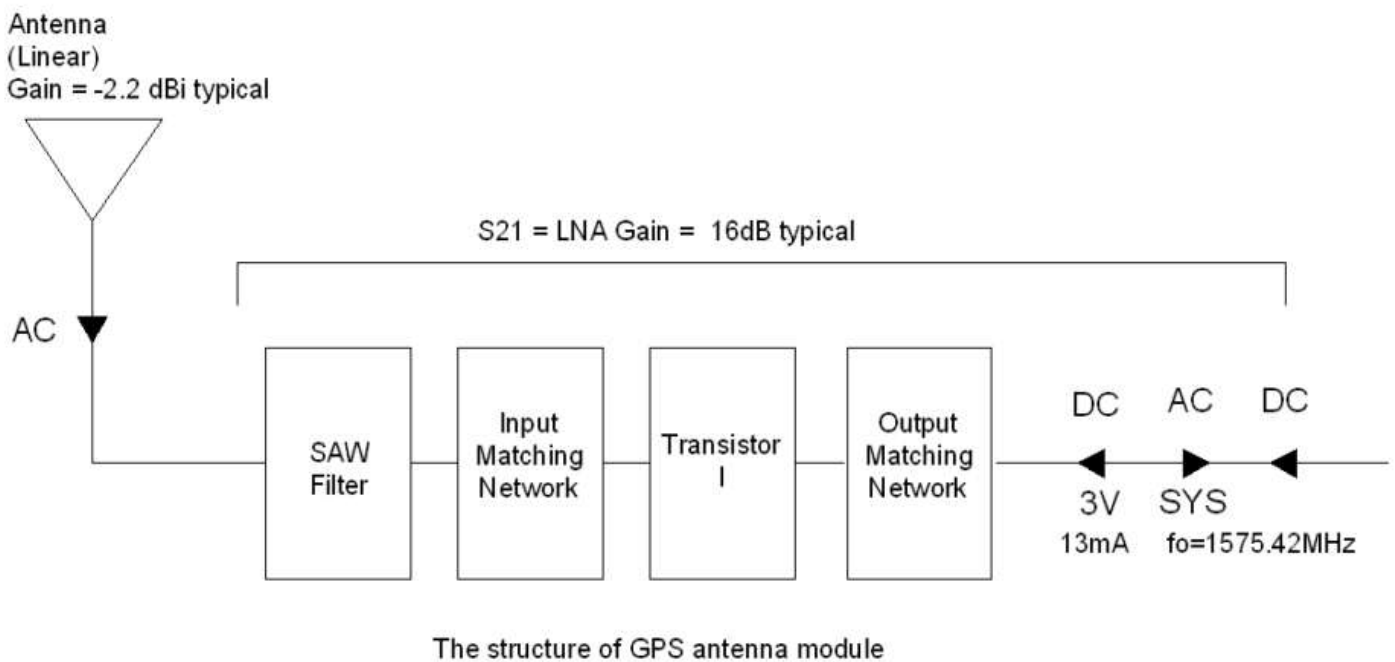 Antenna
(Linear)
Gain = -2.2 dBi typical
S21 = LNA Gain = 16dB typical
AC
SAW
Filter
Input
Matching
Network
Transistor
I
Output
Matching
Network
DC
AC
DC
3V
SYS
13mA
fo=1575.42MHz
The structure of GPS antenna module